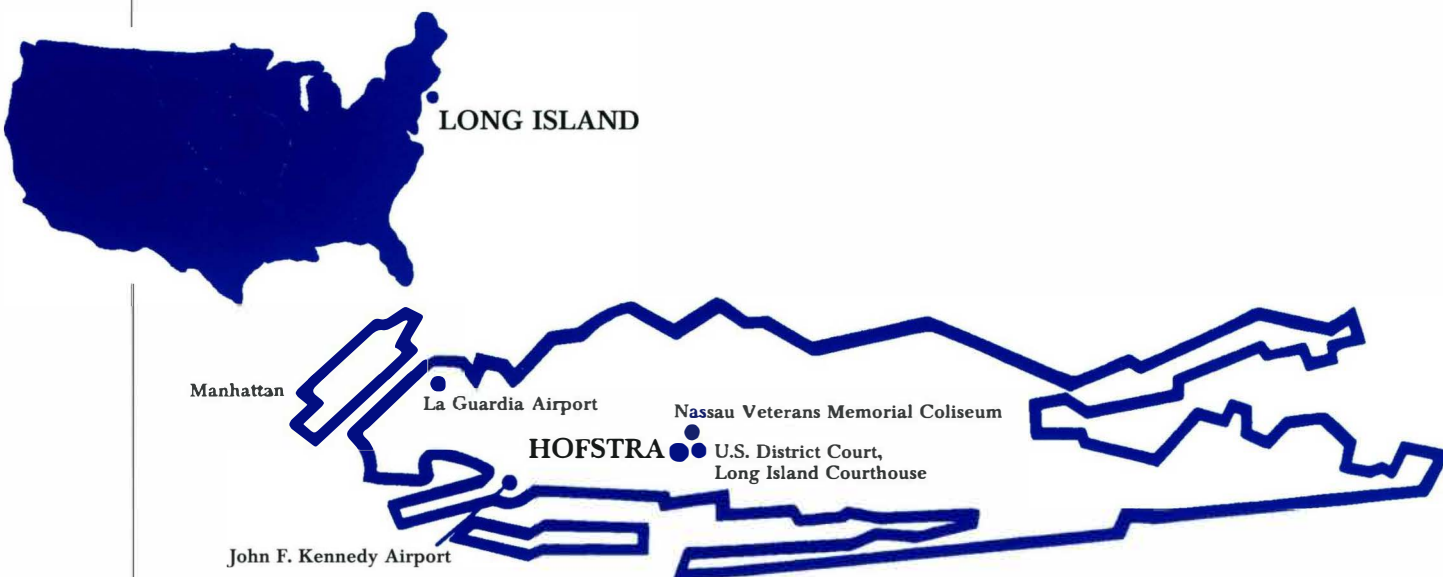 LONG ISLAND
Manhattan
La Guardia Airport
Nassau Veterans Memorial Coliseum
HOFSTRA
U.S. District Court,
Long Island Courthouse
John F. Kennedy Airport